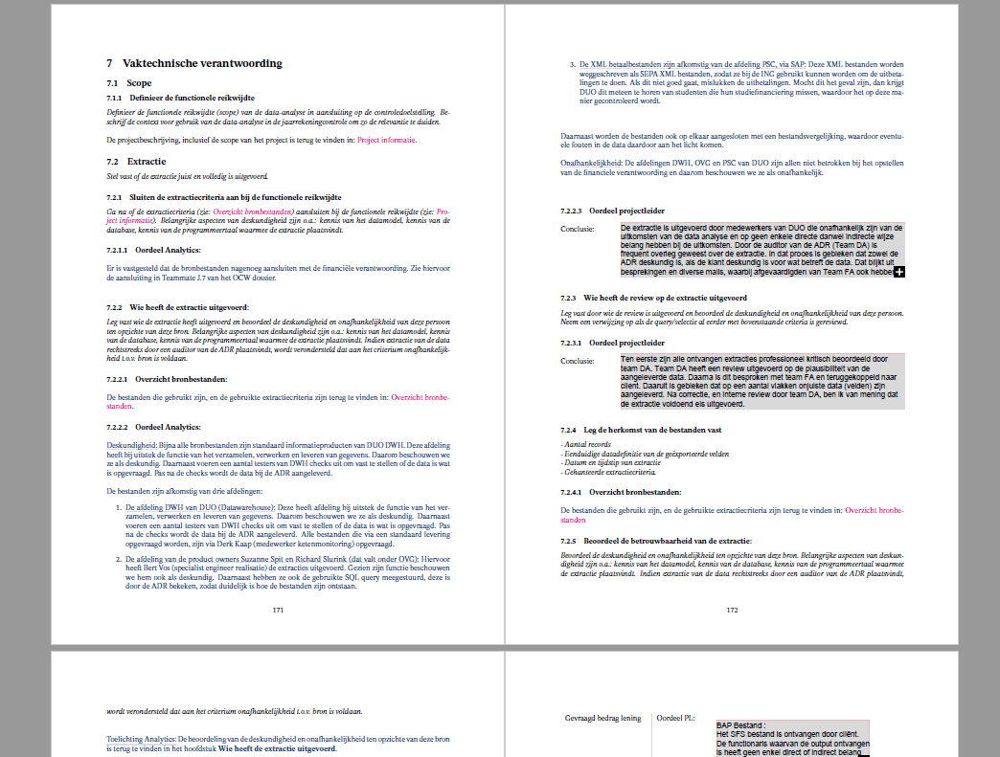 7 Vaktechnische verantwoording
7.1 Scope
7.1.1 Definieer de functionele reikwijdte
Definieer de functionele reikwijdte (scope) van de data-analyse in aansluiting op de controledoelstelling. Be-
schrijf de context voor gebruik van de data-analyse in de jaarrekeningcontrole om zo de relevantie te duiden.
De projectbeschrijving, inclusief de scope van het project is terug te vinden in: Project informatie.
7.2 Extractie
Stel vast of de extractie juist en volledig is uitgevoerd.
7.2.1 Sluiten de extractiecriteria aan bij de functionele reikwijdte
Ga na of de extractiecriteria (zie: Overzicht bronbestanden) aansluiten bij de functionele reikwijdte (zie: Pro-
ject informatie). Belangrijke aspecten van deskundigheid zijn o.a.: kennis van het datamodel, kennis van de
database, kennis van de programmeertaal waarmee de extractie plaatsvindt.
7.2.1.1 Oordeel Analytics:
Er is vastgesteld dat de bronbestanden nagenoeg aansluiten met de financiële verantwoording. Zie hiervoor
de aansluiting in Teammate J.7 van het OCW dossier.
7.2.2 Wie heeft de extractie uitgevoerd:
Leg vast wie de extractie heeft uitgevoerd en beoordeel de deskundigheid en onafhankelijkheid van deze persoon
ten opzichte van deze bron. Belangrijke aspecten van deskundigheid zijn o.a.: kennis van het datamodel, kennis
van de database, kennis van de programmeertaal waarmee de extractie plaatsvindt. Indien extractie van de data
rechtstreeks door een auditor van de ADR plaatsvindt, wordt verondersteld dat aan het criterium onafhankelijk-
heid t.o.v. bron is voldaan.
7.2.2.1 Overzicht bronbestanden:
De bestanden die gebruikt zijn, en de gebruikte extractiecriteria zijn terug te vinden in: Overzicht bronbe-
standen.
7.2.2.2 Oordeel Analytics:
Deskundigheid: Bijna alle bronbestanden zijn standaard informatieproducten van DUO DWH. Deze afdeling
heeft bij uitstek de functie van het verzamelen, verwerken en leveren van gegevens. Daarom beschouwen we
ze als deskundig. Daarnaast voeren een aantal testers van DWH checks uit om vast te stellen of de data is wat
is opgevraagd. Pas na de checks wordt de data bij de ADR aangeleverd.
De bestanden zijn afkomstig van drie afdelingen:
1. De afdeling DWH van DUO (Datawarehouse): Deze heeft afdeling bij uitstek de functie van het ver-
zamelen, verwerken en leveren van gegevens. Daarom beschouwen we ze als deskundig. Daarnaast
voeren een aantal testers van DWH checks uit om vast te stellen of de data is wat is opgevraagd. Pas
na de checks wordt de data bij de ADR aangeleverd. Alle bestanden die via een standaard levering
opgevraagd worden, zijn via Derk Kaap (medewerker ketenmonitoring) opgevraagd.
2. De afdeling van de product owners Suzanne Spit en Richard Slurink (dat valt onder OVG): Hiervoor
heeft Bert Vos (specialist engineer realisatie) de extracties uitgevoerd. Gezien zijn functie beschouwen
we hem ook als deskundig. Daarnaast hebben ze ook de gebruikte SQL query meegestuurd, deze is
door de ADR bekeken, zodat duidelijk is hoe de bestanden zijn ontstaan.
171
3. De XML betaalbestanden zijn afkomstig van de afdeling PSC, via SAP: Deze XML bestanden worden
weggeschreven als SEPA XML bestanden, zodat ze bij de ING gebruikt kunnen worden om de uitbeta-
lingen te doen. Als dit niet goed gaat, mislukken de uitbetalingen. Mocht dit het geval zijn, dan krijgt
DUO dit meteen te horen van studenten die hun studiefinanciering missen, waardoor het op deze ma-
nier gecontroleerd wordt.
Daarnaast worden de bestanden ook op elkaar aangesloten met een bestandsvergelijking, waardoor eventu-
ele fouten in de data daardoor aan het licht komen.
Onafhankelijkheid: De afdelingen DWH, OVG en PSC van DUO zijn allen niet betrokken bij het opstellen
van de financiele verantwoording en daarom beschouwen we ze als onafhankelijk.
7.2.2.3 Oordeel projectleider
Conclusie:
De extractie is uitgevoerd door medewerkers van DUO die onafhankelijk zijn van de
uitkomsten van de data analyse en op geen enkele directe danwel indirecte wijze
belang hebben bij de uitkomsten. Door de auditor van de ADR (Team DA) is
frequent overleg geweest over de extractie. In dat proces is gebleken dat zowel de
ADR deskundig is, als de klant deskundig is voor wat betreft de data. Dat blijkt uit
besprekingen en diverse mails, waarbij afgevaardigden van Team FA ook hebben
7.2.3 Wie heeft de review op de extractie uitgevoerd
Leg vast door wie de review is uitgevoerd en beoordeel de deskundigheid en onafhankelijkheid van deze persoon.
Neem een verwijzing op als de query/selectie al eerder met bovenstaande criteria is gereviewd.
7.2.3.1 Oordeel projectleider
Conclusie:
Ten eerste zijn alle ontvangen extracties professioneel kritisch beoordeeld door
team DA. Team DA heeft een review uitgevoerd op de plausibiliteit van de
aangeleverde data. Daarna is dit besproken met team FA en teruggekoppeld naar
client. Daaruit is gebleken dat op een aantal vlakken onjuiste data (velden) zijn
aangeleverd. Na correctie, en interne review door team DA, ben ik van mening dat
de extractie voldoend eis uitgevoerd.
7.2.4 Leg de herkomst van de bestanden vast
- Aantal records
- Eenduidige datadefinitie van de geëxporteerde velden
- Datum en tijdstip van extractie
- Gehanteerde extractiecriteria.
7.2.4.1 Overzicht bronbestanden:
De bestanden die gebruikt zijn, en de gebruikte extractiecriteria zijn terug te vinden in: Overzicht bronbe-
standen
7.2.5 Beoordeel de betrouwbaarheid van de extractie:
Beoordeel de deskundigheid en onafhankelijkheid ten opzichte van deze bron. Belangrijke aspecten van deskun-
digheid zijn o.a.: kennis van het datamodel, kennis van de database, kennis van de programmeertaal waarmee
de extractie plaatsvindt. Indien extractie van de data rechtstreeks door een auditor van de ADR plaatsvindt,
172
wordt verondersteld dat aan het criterium onafhankelijkheid t.o.v. bron is voldaan.
Toelichting Analytics: De beoordeling van de deskundigheid en onafhankelijkheid ten opzichte van deze bron
is terug te vinden in het hoofdstuk Wie heeft de extractie uitgevoerd.
Gevraagd bedrag lening
Oordeel PL:
BAP Bestand :
Het SFS bestand is ontvangen door cliënt.
De functionaris waarvan de output ontvangen
is heeft geen enkel direct of indirect belang